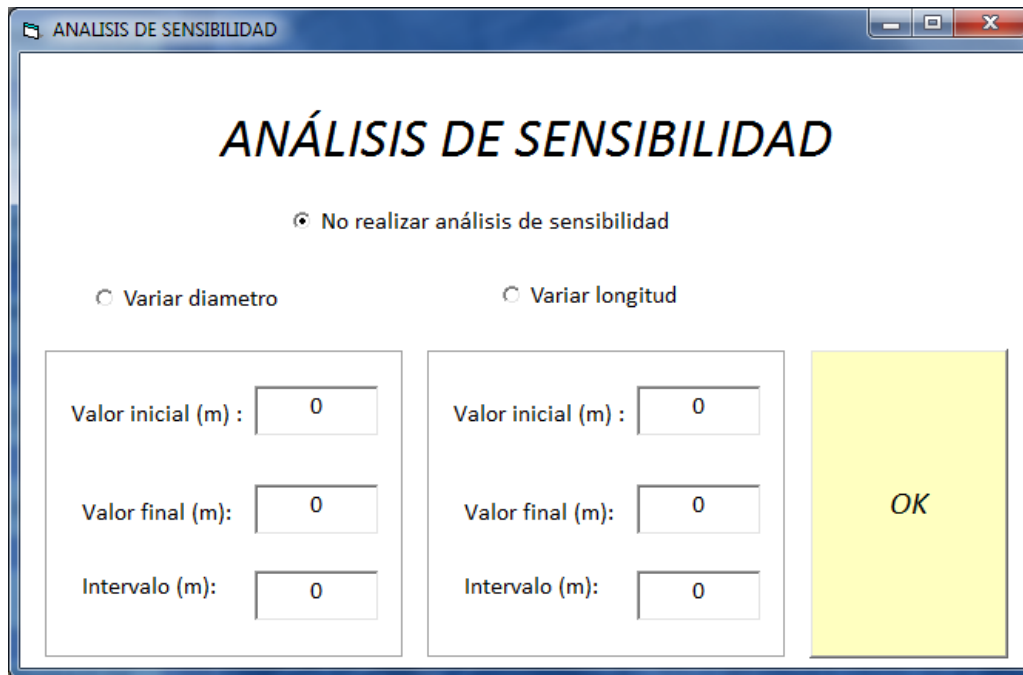 ANALISIS DE SENSIBILIDAD
ANÁLISIS DE SENSIBILIDAD
No realizar análisis de sensibilidad
Variar diametro
Variar longitud
Valor inicial (m) : 0
Valor final (m): 0
Intervalo (m): 0
Valor inicial (m) : 0
Valor final (m): 0
Intervalo (m): 0
OK